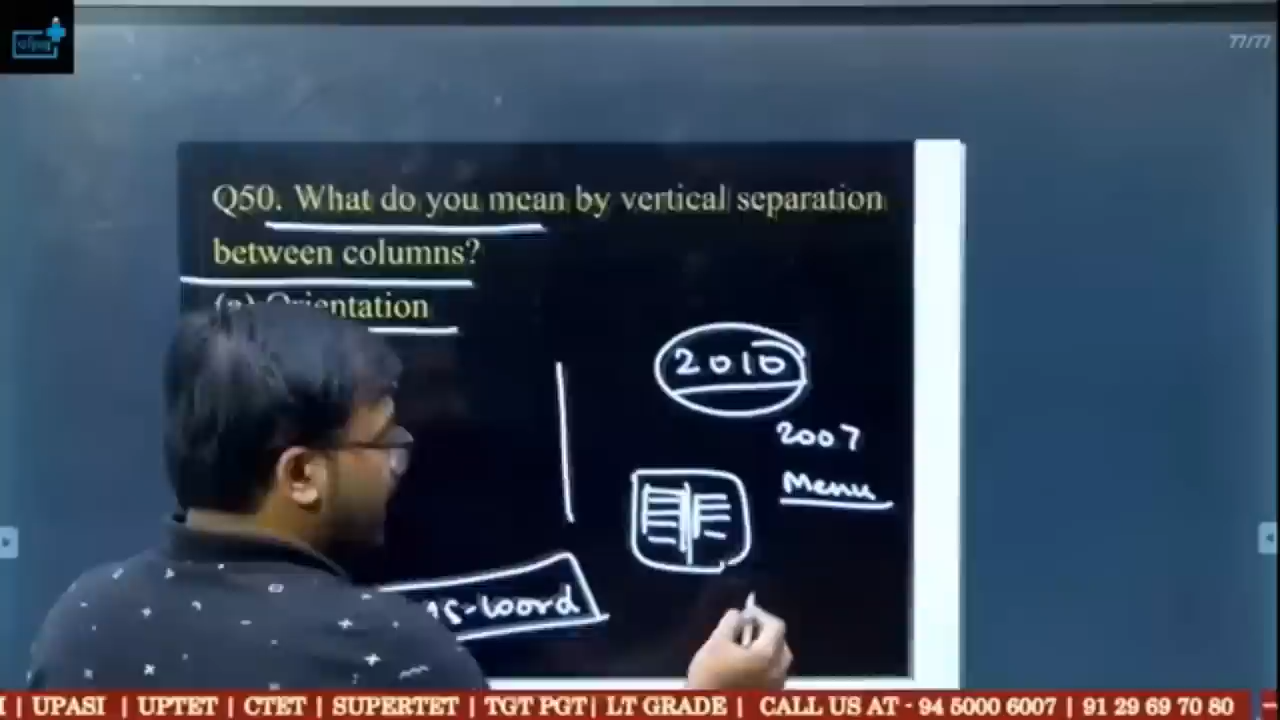 Q50. What do you mean by vertical separation
between columns?
(a) Orientation
2010
2007
Menu
| UPASI | UPTET | CTET | SUPERTET | TGT PGT | LT GRADE | CALL US AT - 94 5000 6007 | 91 29 69 70 80